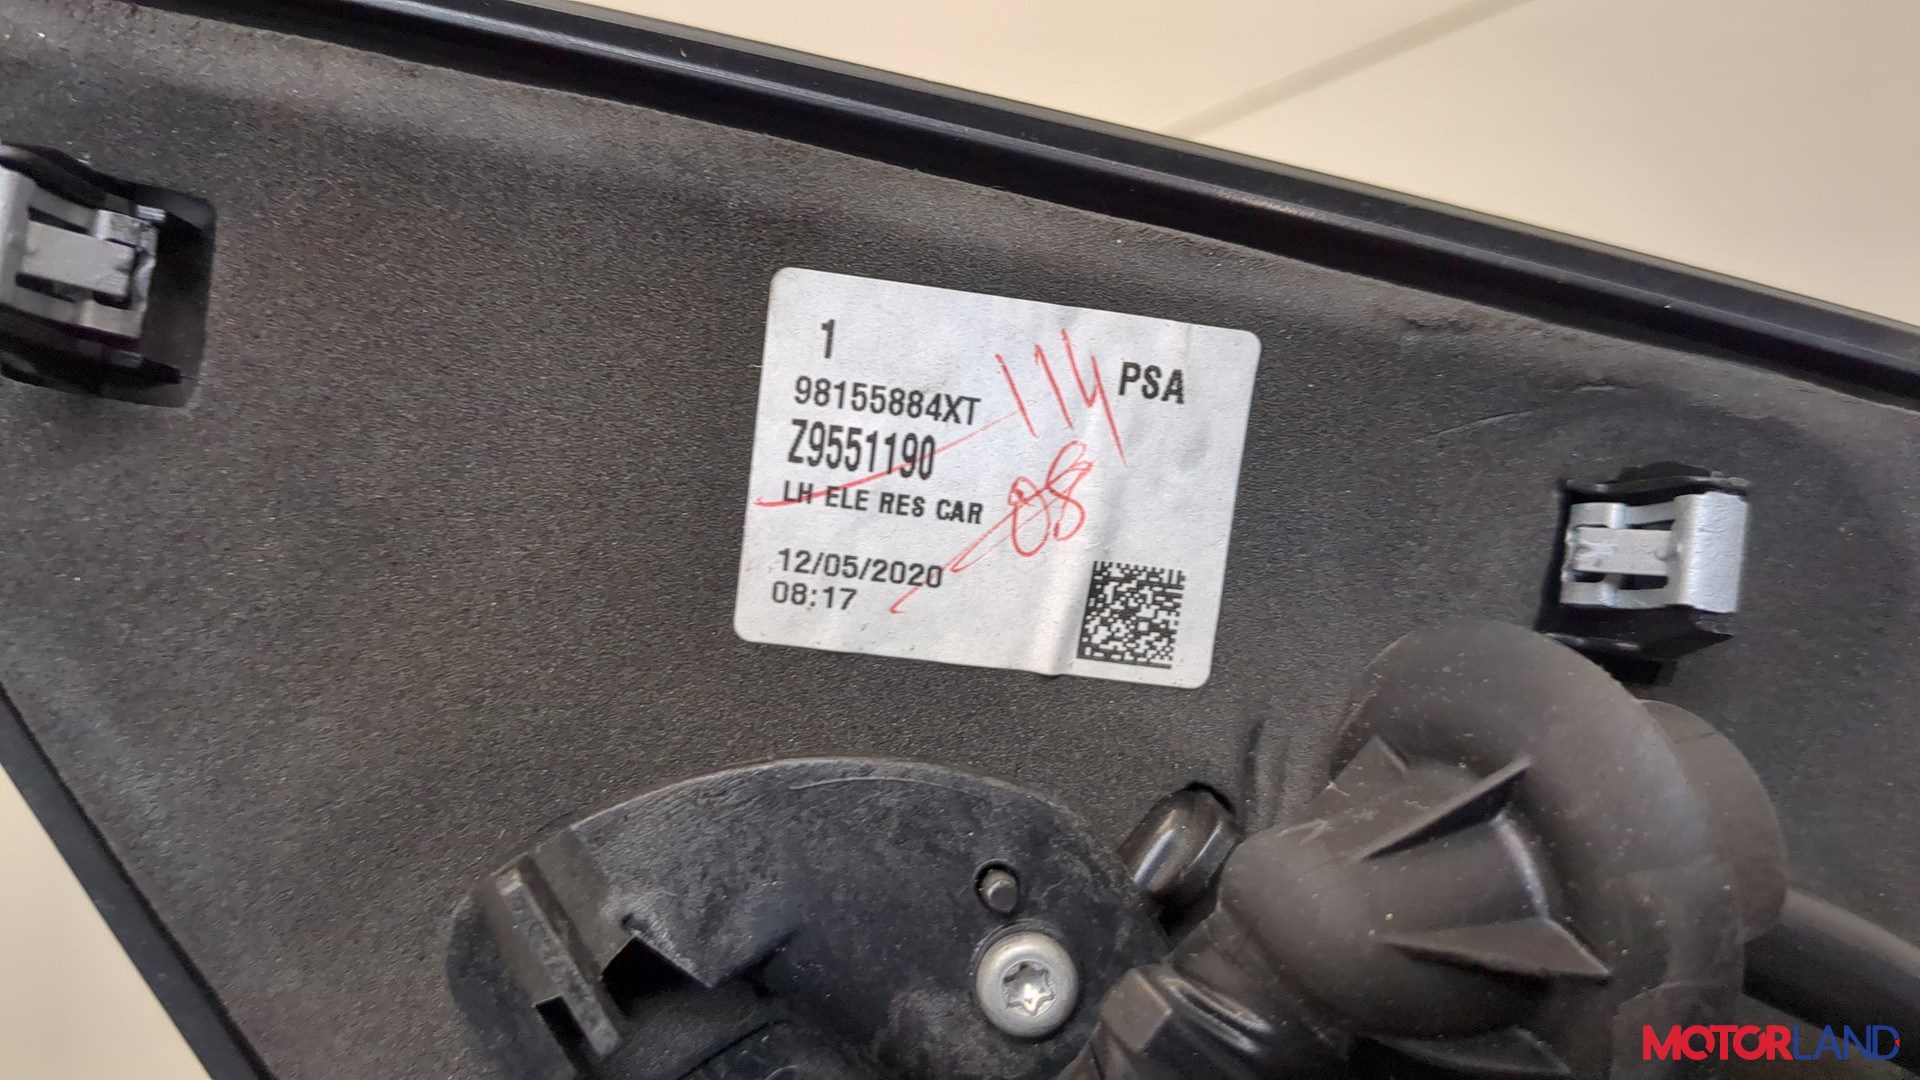 1
98155884XT
Z9551190
LH ELE RES CAR
12/05/2020
08:17
PSA
114
08
MOTORLAND